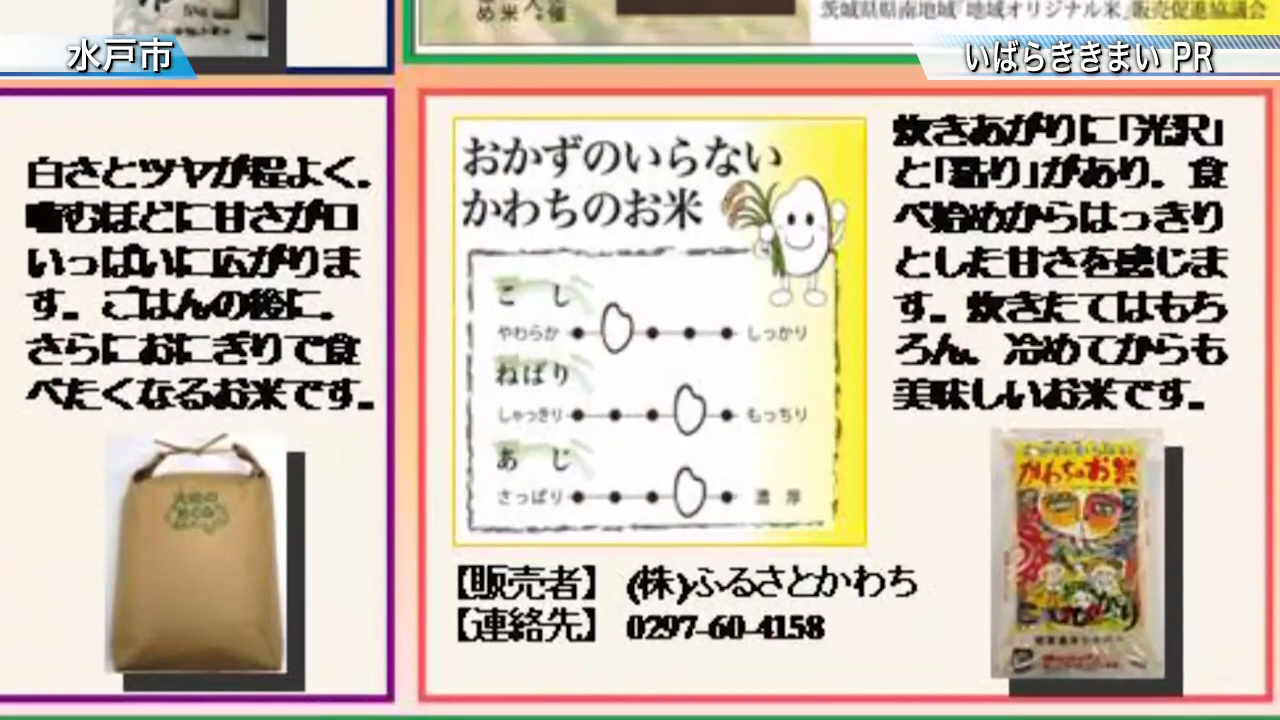 水戸市
いばらききまい PR
め
米
催
茨城県県南地域「地域オリジナル米」販売促進協議会
白さとツヤが程よく。
噛むほどに甘さが口
いっぱいに広がりま
す。ごはんの後に。
さらにおにぎりで食
べたくなるお米です。
おかずのいらない
かわちのお米
こし
やわらか
しっかり
ねばり
しゃっきり
もっちり
あじ
さっぱり
濃厚
【販売者】 (株)ふるさとかわち
【連絡先】 0297-60-4158
炊きあがりに「光沢」
と「粘り」があり。食
べ始めからはっきり
とした甘さを感じま
す。炊きたてはもち
ろん。冷めてからも
美味しいお米です。
かわちのお米